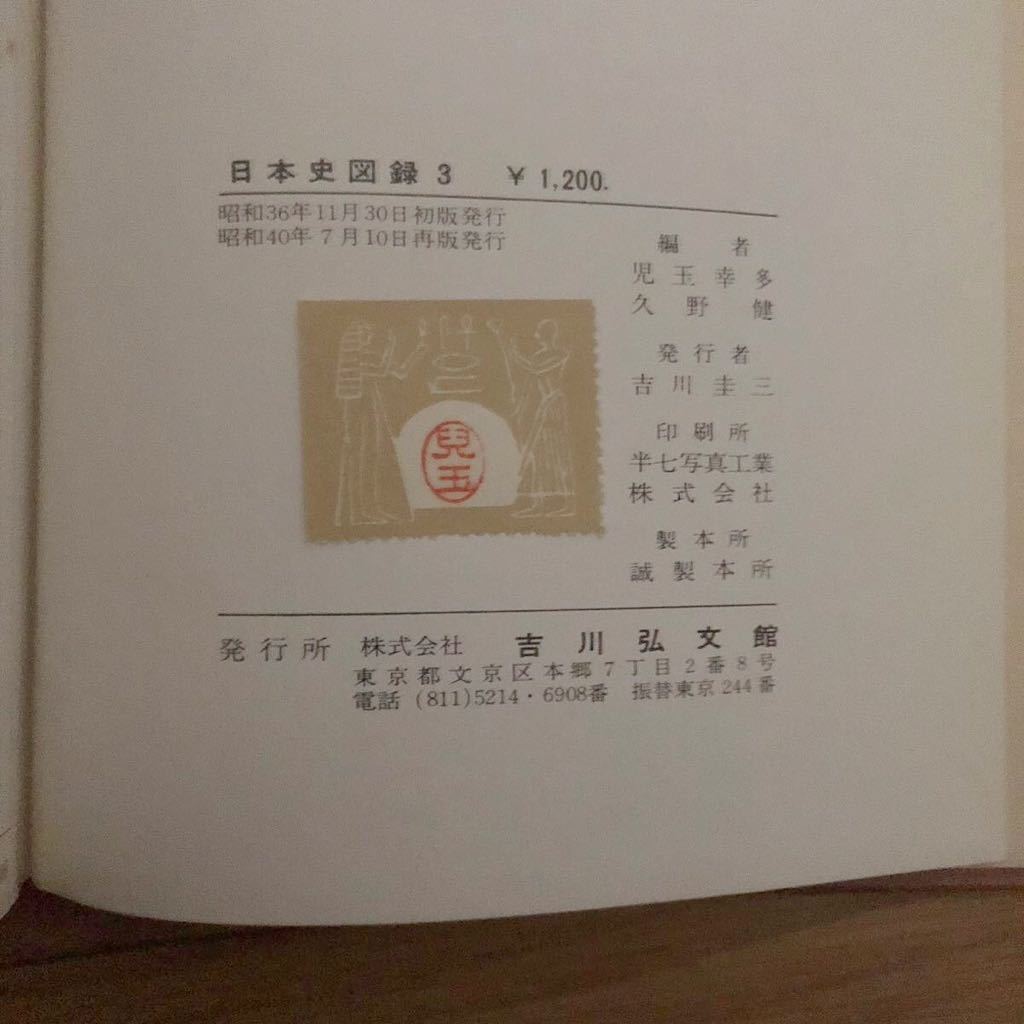 日本史図録3 ¥1,200.
昭和36年11月30日初版発行
昭和40年7月10日再版発行
編者
児玉幸多
久野健
発行者
吉川圭三
印刷所
半七写真工業
株式会社
製本所
誠製本所
児玉
発行所 株式会社 吉川弘文館
東京都文京区本郷7丁目2番8号
電話 (811)5214・6908番 振替東京244番